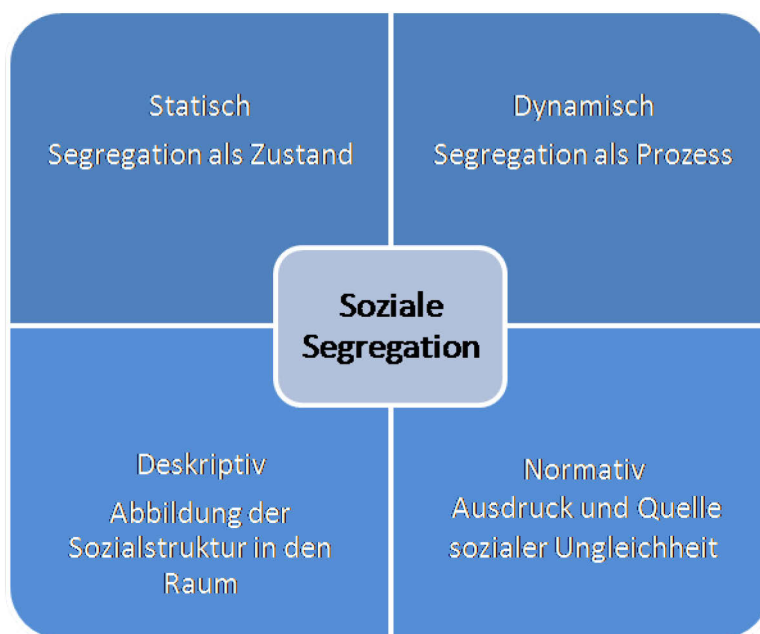 Statisch
Segregation als Zustand
Dynamisch
Segregation als Prozess
Soziale
Segregation
Deskriptiv
Abbildung der
Sozialstruktur in den
Raum
Normativ
Ausdruck und Quelle
sozialer Ungleichheit